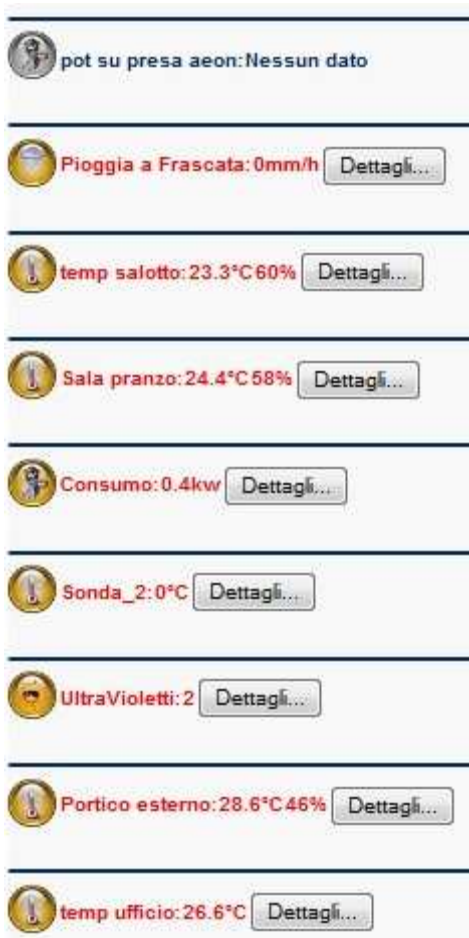 pot su presa aeon:Nessun dato
Pioggia a Frascata:0mm/h Dettagli...
temp salotto:23.3°C60% Dettagli...
Sala pranzo:24.4°C58% Dettagli...
Consumo:0.4kw Dettagli...
Sonda_2:0°C Dettagli...
UltraVioletti:2 Dettagli...
Portico esterno:28.6°C46% Dettagli...
temp ufficio:26.6°C Dettagli...